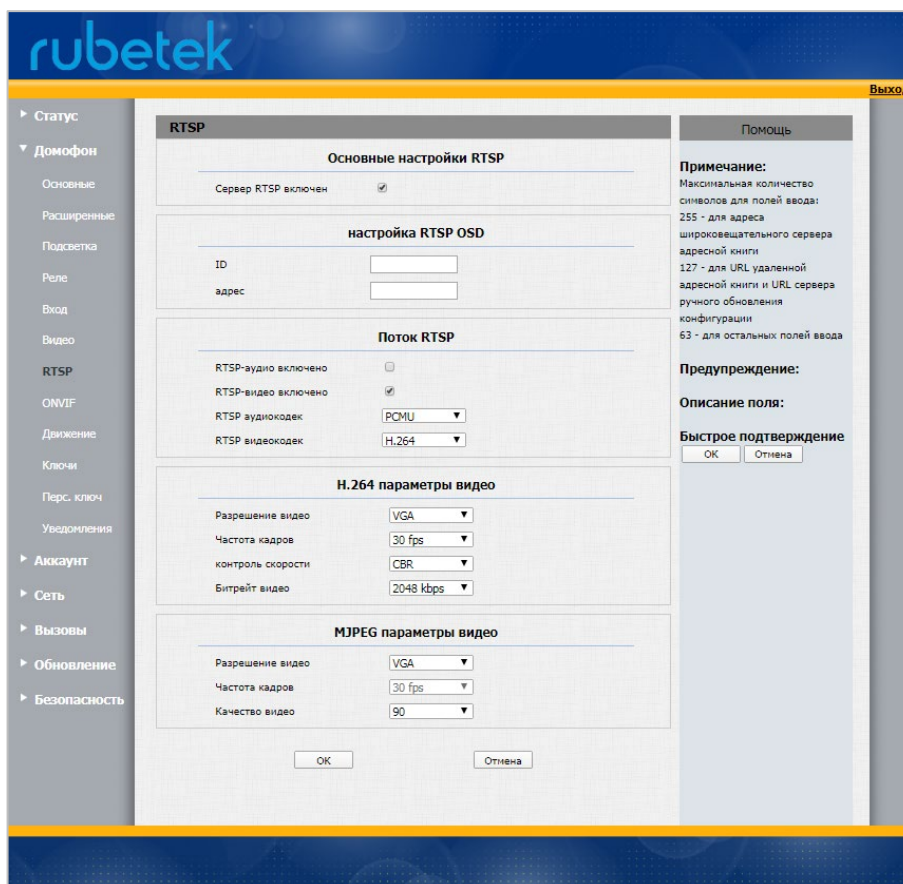 rubetek
Выход
Статус
Домофон
Основные
Расширенные
Подсветка
Реле
Вход
Видео
RTSP
ONVIF
Движение
Ключи
Перс. ключ
Уведомления
Аккаунт
Сеть
Вызовы
Обновление
Безопасность
RTSP
Основные настройки RTSP
Сервер RTSP включен
настройка RTSP OSD
ID
адрес
Поток RTSP
RTSP-аудио включено
RTSP-видео включено
RTSP аудиокодек PCMU
RTSP видеокодек H.264
H.264 параметры видео
Разрешение видео VGA
Частота кадров 30 fps
контроль скорости CBR
Битрейт видео 2048 kbps
MJPEG параметры видео
Разрешение видео VGA
Частота кадров 30 fps
Качество видео 90
OK Отмена
Помощь
Примечание:
Максимальная количество
символов для полей ввода:
255 - для адреса
широковещательного сервера
адресной книги
127 - для URL удаленной
адресной книги и URL сервера
ручного обновления
конфигурации
63 - для остальных полей ввода
Предупреждение:
Описание поля:
Быстрое подтверждение
OK Отмена